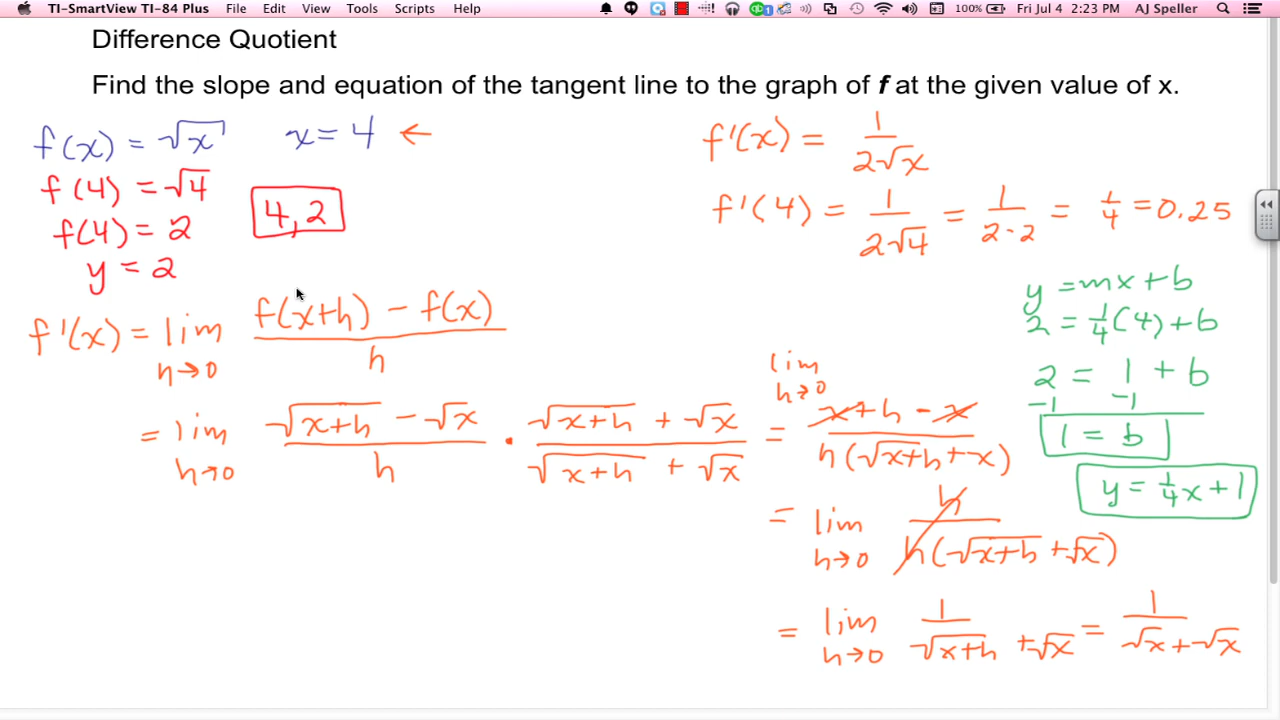 TI-SmartView TI-84 Plus File Edit View Tools Scripts Help 1 100% Fri Jul 4 2:23 PM AJ Speller
Difference Quotient
Find the slope and equation of the tangent line to the graph of f at the given value of x.
f(x) = √x x = 4 ←
f(4) = √4
f(4) = 2
y = 2
4,2
f'(x) = lim h→0 (f(x+h) - f(x))/h
= lim h→0 (√(x+h) - √x)/h · (√(x+h) + √x)/(√(x+h) + √x) = lim h→0 (x+h-x)/(h(√(x+h)+-x))
= lim h→0 h/(h(√(x+h) + √x))
= lim h→0 1/(√(x+h) + √x) = 1/(√x+√x)
f'(x) = 1/(2√x)
f'(4) = 1/(2√4) = 1/(2·2) = 1/4 = 0.25
y = mx + b
2 = 1/4(4) + b
2 = 1 + b
-1 -1
1 = b
y = 1/4x + 1